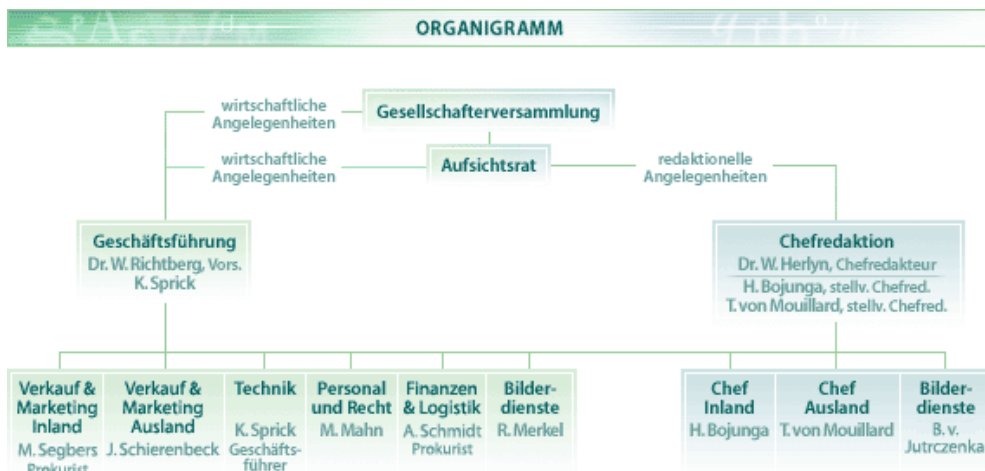 ORGANIGRAMM
wirtschaftliche
Angelegenheiten
Gesellschafterversammlung
wirtschaftliche
Angelegenheiten
Aufsichtsrat
redaktionelle
Angelegenheiten
Geschäftsführung
Dr. W. Richtberg, Vors.
K. Sprick
Chefredaktion
Dr. W. Herlyn, Chefredakteur
H. Bojunga, stellv. Chefred.
T. von Mouillard, stellv. Chefred.
Verkauf &
Marketing
Inland
M. Segbers
Prokurist
Verkauf &
Marketing
Ausland
J. Schierenbeck
Technik
K. Sprick
Geschäfts-
führer
Personal
und Recht
M. Mahn
Finanzen
& Logistik
A. Schmidt
Prokurist
Bilder-
dienste
R. Merkel
Chef
Inland
H. Bojunga
Chef
Ausland
T. von Mouillard
Bilder-
dienste
B. v.
Jutrczenka